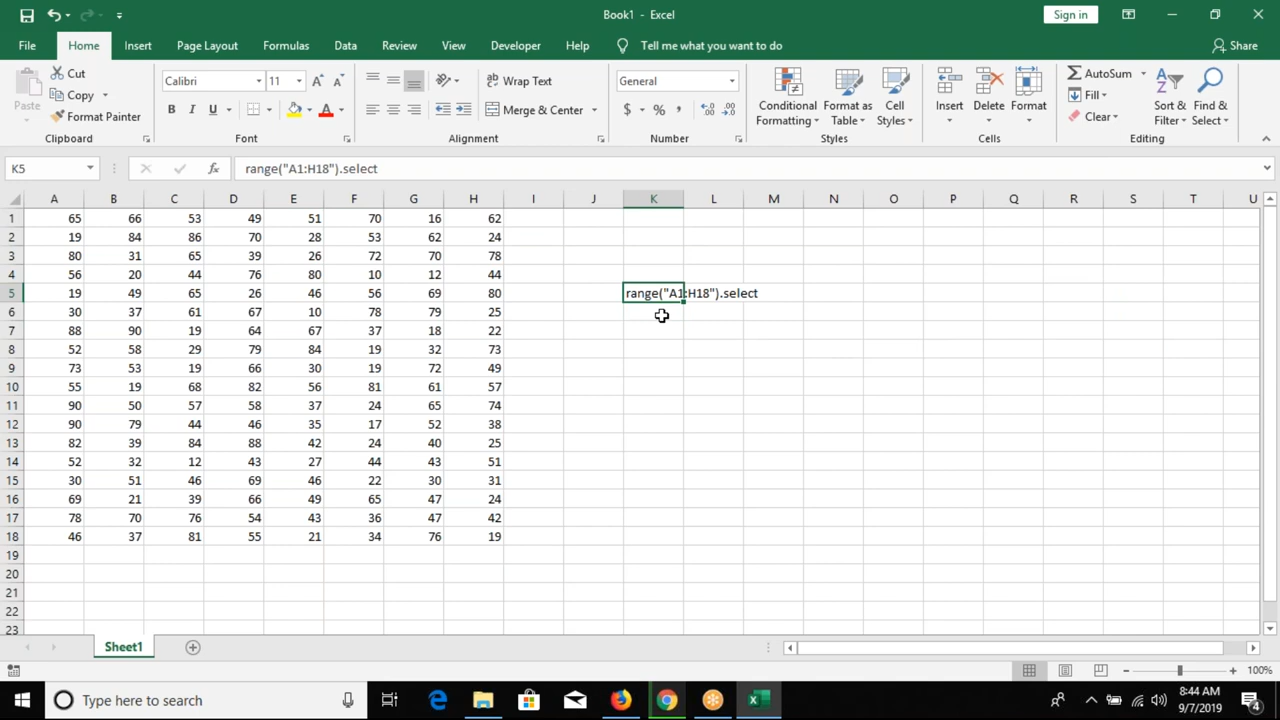 Book1 - Excel
Sign in
File Home Insert Page Layout Formulas Data Review View Developer Help Tell me what you want to do Share
Paste
Cut
Copy
Format Painter
Clipboard
Calibri 11
B I U
A A
Font
Wrap Text
Merge & Center
Alignment
General
$ % ,
Number
Conditional Formatting
Format as Table
Cell Styles
Styles
Insert
Delete
Format
Cells
AutoSum
Fill
Clear
Sort & Filter
Find & Select
Editing
K5 fx range("A1:H18").select
A B C D E F G H I J K L M N O P Q R S T U
1 65 66 53 49 51 70 16 62
2 19 84 86 70 28 53 62 24
3 80 31 65 39 26 72 70 78
4 56 20 44 76 80 10 12 44
5 19 49 65 26 46 56 69 80 range("A1:H18").select
6 30 37 61 67 10 78 79 25
7 88 90 19 64 67 37 18 22
8 52 58 29 79 84 19 32 73
9 73 53 19 66 30 19 72 49
10 55 19 68 82 56 81 61 57
11 90 50 57 58 37 24 65 74
12 90 79 44 46 35 17 52 38
13 82 39 84 88 42 24 40 25
14 52 32 12 43 27 44 43 51
15 30 51 46 69 46 22 30 31
16 69 21 39 66 49 65 47 24
17 78 70 76 54 43 36 47 42
18 46 37 81 55 21 34 76 19
19
20
21
22
23
Sheet1
100%
Type here to search
8:44 AM
9/7/2019
4